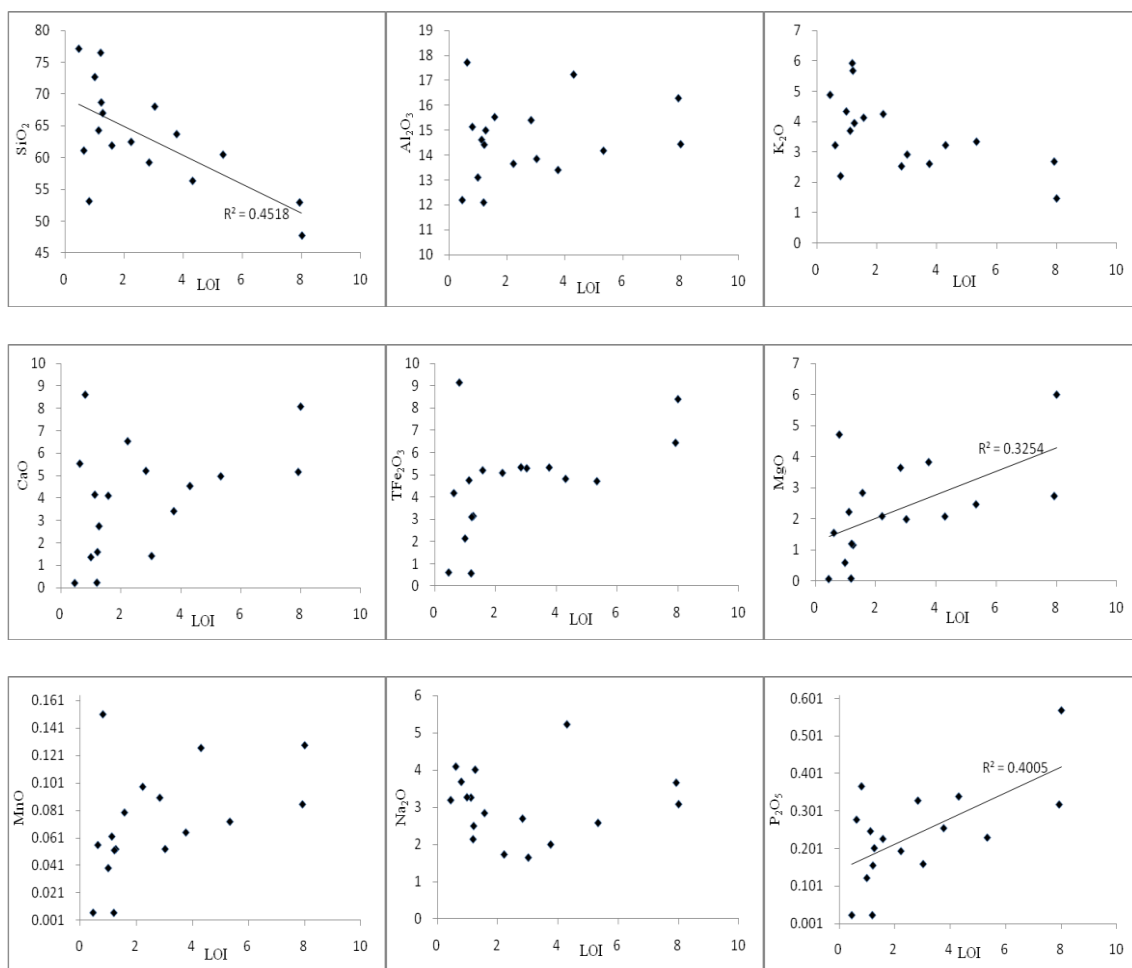 SiO₂
80
75
70
65
60
55
50
45
R² = 0.4518
0 2 4 6 8 10
LOI
Al₂O₃
19
18
17
16
15
14
13
12
11
10
0 2 4 6 8 10
LOI
K₂O
7
6
5
4
3
2
1
0
0 2 4 6 8 10
LOI
CaO
10
9
8
7
6
5
4
3
2
1
0
0 2 4 6 8 10
LOI
TFe₂O₃
10
9
8
7
6
5
4
3
2
1
0
0 2 4 6 8 10
LOI
MgO
7
6
5
4
3
2
1
0
R² = 0.3254
0 2 4 6 8 10
LOI
MnO
0.161
0.141
0.121
0.101
0.081
0.061
0.041
0.021
0.001
0 2 4 6 8 10
LOI
Na₂O
6
5
4
3
2
1
0
0 2 4 6 8 10
LOI
P₂O₅
0.601
0.501
0.401
0.301
0.201
0.101
0.001
R² = 0.4005
0 2 4 6 8 10
LOI